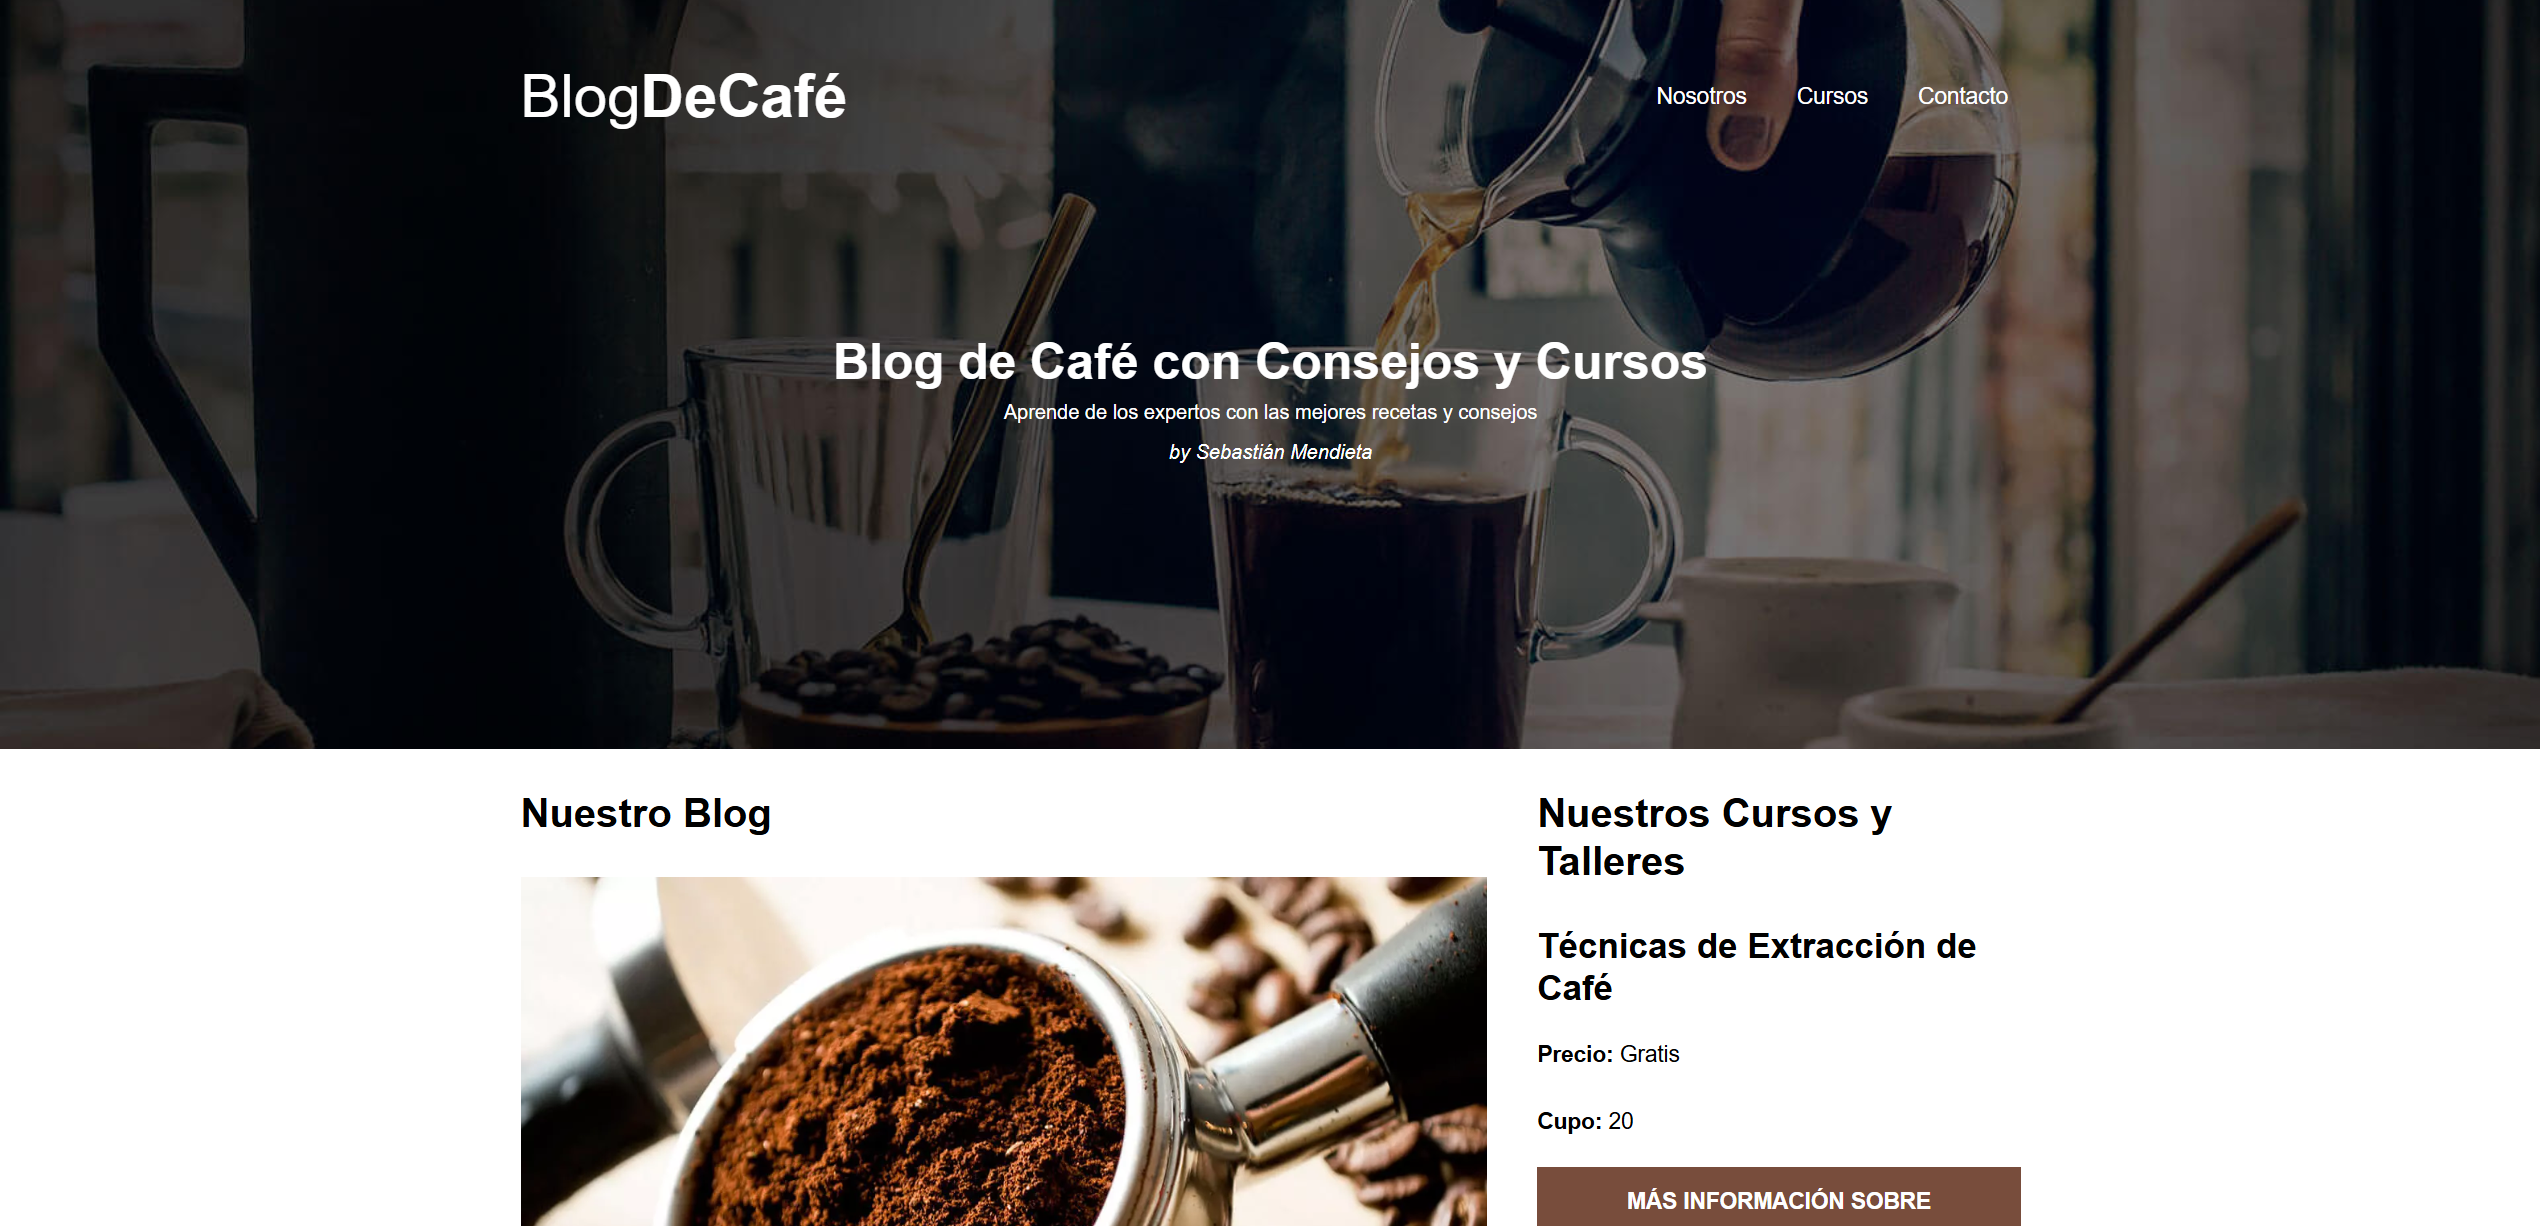 BlogDeCafé
Nosotros Cursos Contacto
Blog de Café con Consejos y Cursos
Aprende de los expertos con las mejores recetas y consejos
by Sebastián Mendieta
Nuestro Blog
Nuestros Cursos y
Talleres
Técnicas de Extracción de
Café
Precio: Gratis
Cupo: 20
MÁS INFORMACIÓN SOBRE